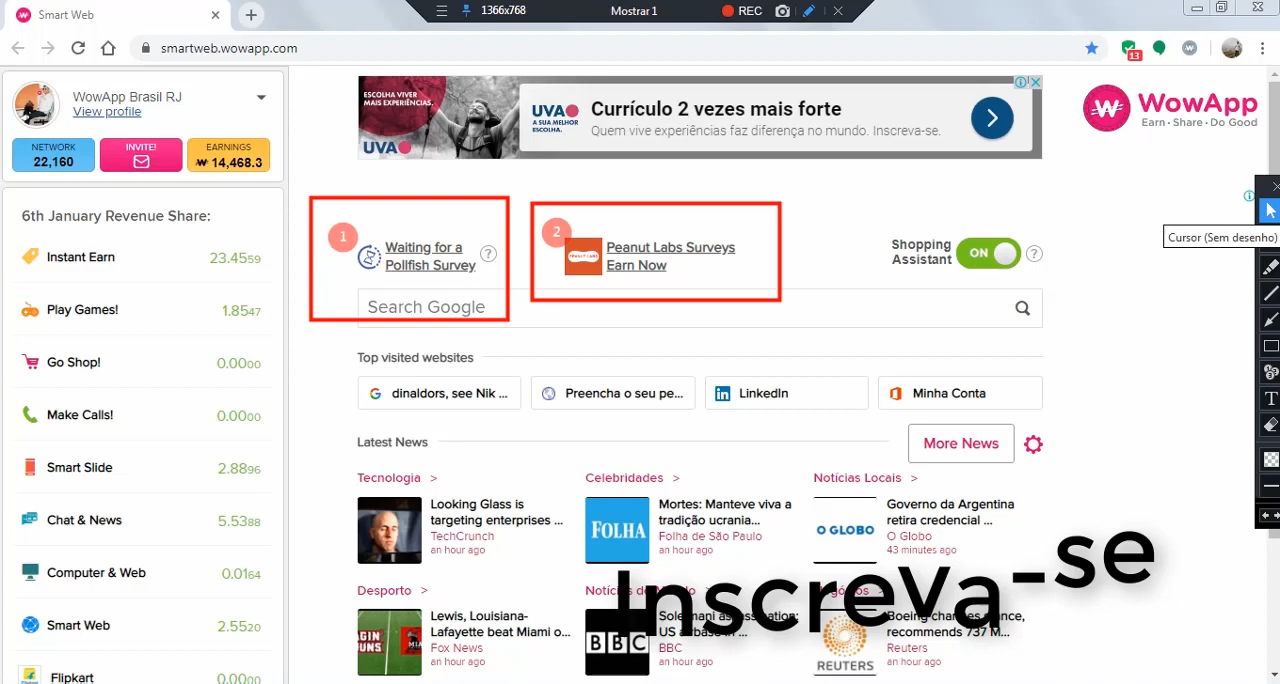 Smart Web
1366x768
Mostrar 1
REC
smartweb.wowapp.com
13
WowApp Brasil RJ
View profile
NETWORK
22,160
INVITE!
EARNINGS
14,468.3
ESCOLHA VIVER
MAIS EXPERIÊNCIAS.
UVA
UVA
A SUA MELHOR
ESCOLHA.
Currículo 2 vezes mais forte
Quem vive experiências faz diferença no mundo. Inscreva-se.
WowApp
Earn · Share · Do Good
6th January Revenue Share:
Instant Earn 23.4559
Play Games! 1.8547
Go Shop! 0.0000
Make Calls! 0.0000
Smart Slide 2.8896
Chat & News 5.5388
Computer & Web 0.0164
Smart Web 2.5520
Flipkart 0.0000
1
Waiting for a
Pollfish Survey
?
2
PEANUT LABS
Peanut Labs Surveys
Earn Now
Shopping
Assistant
ON
?
Cursor (Sem desenho)
Search Google
Top visited websites
dinaldors, see Nik ...
Preencha o seu pe...
LinkedIn
Minha Conta
Latest News
More News
Tecnologia >
Looking Glass is
targeting enterprises ...
TechCrunch
an hour ago
Celebridades >
FOLHA
Mortes: Manteve viva a
tradição ucrania...
Folha de São Paulo
an hour ago
Notícias Locais >
O GLOBO
Governo da Argentina
retira credencial ...
O Globo
43 minutes ago
Desporto >
Lewis, Louisiana-
Lafayette beat Miami o...
Fox News
an hour ago
BBC
US
BBC
an hour ago
REUTERS
recommends 737 M...
Reuters
an hour ago
Inscreva-se